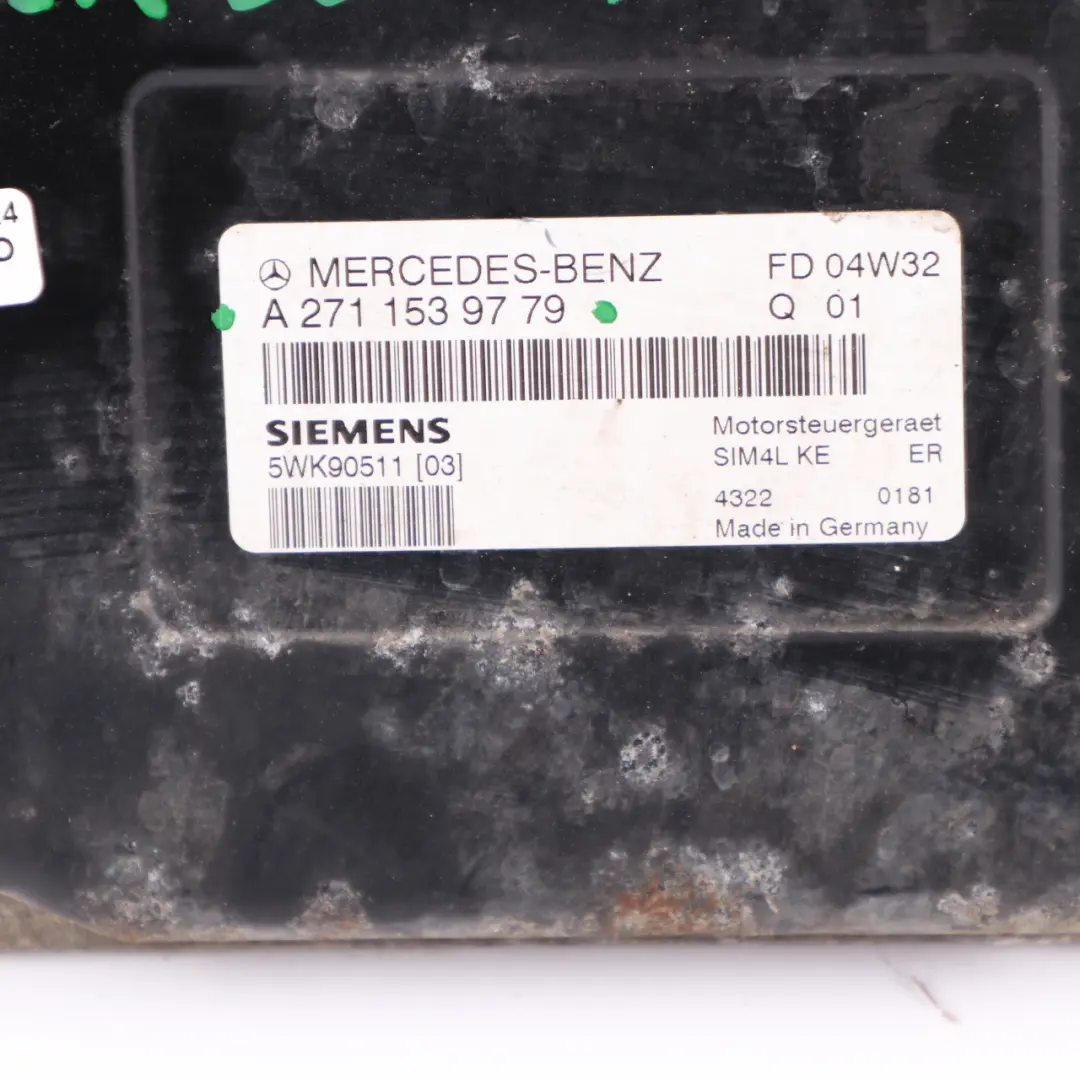 MERCEDES-BENZ FD 04W32
A 271 153 97 79 Q 01
SIEMENS
5WK90511 [03]
Motorsteuergeraet
SIM4L KE ER
4322 0181
Made in Germany